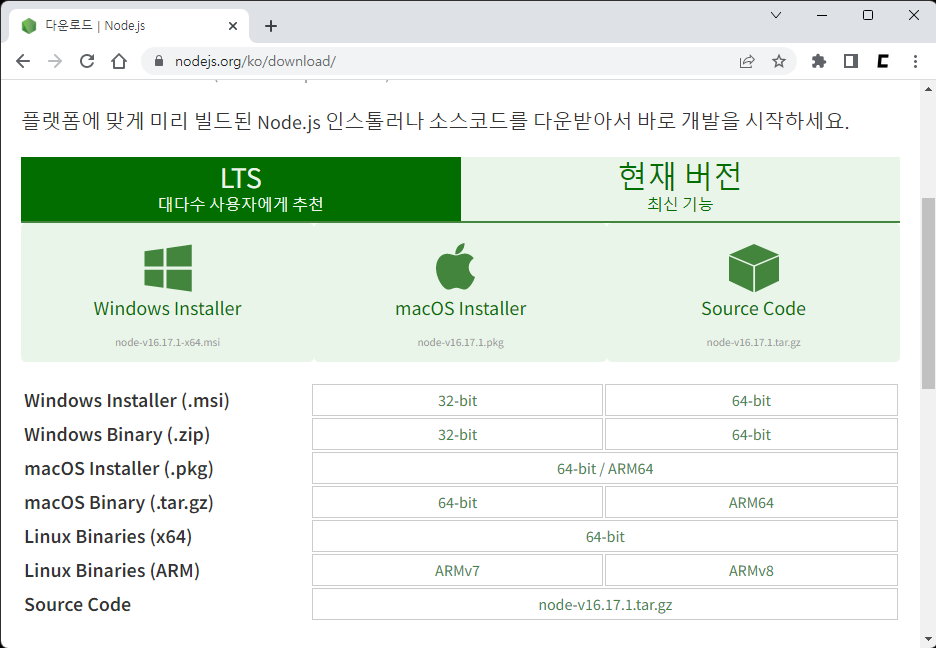 다운로드 | Node.js
nodejs.org/ko/download/
플랫폼에 맞게 미리 빌드된 Node.js 인스톨러나 소스코드를 다운받아서 바로 개발을 시작하세요.
LTS
대다수 사용자에게 추천
현재 버전
최신 기능
Windows Installer
node-v16.17.1-x64.msi
macOS Installer
node-v16.17.1.pkg
Source Code
node-v16.17.1.tar.gz
Windows Installer (.msi) 32-bit 64-bit
Windows Binary (.zip) 32-bit 64-bit
macOS Installer (.pkg) 64-bit / ARM64
macOS Binary (.tar.gz) 64-bit ARM64
Linux Binaries (x64) 64-bit
Linux Binaries (ARM) ARMv7 ARMv8
Source Code node-v16.17.1.tar.gz